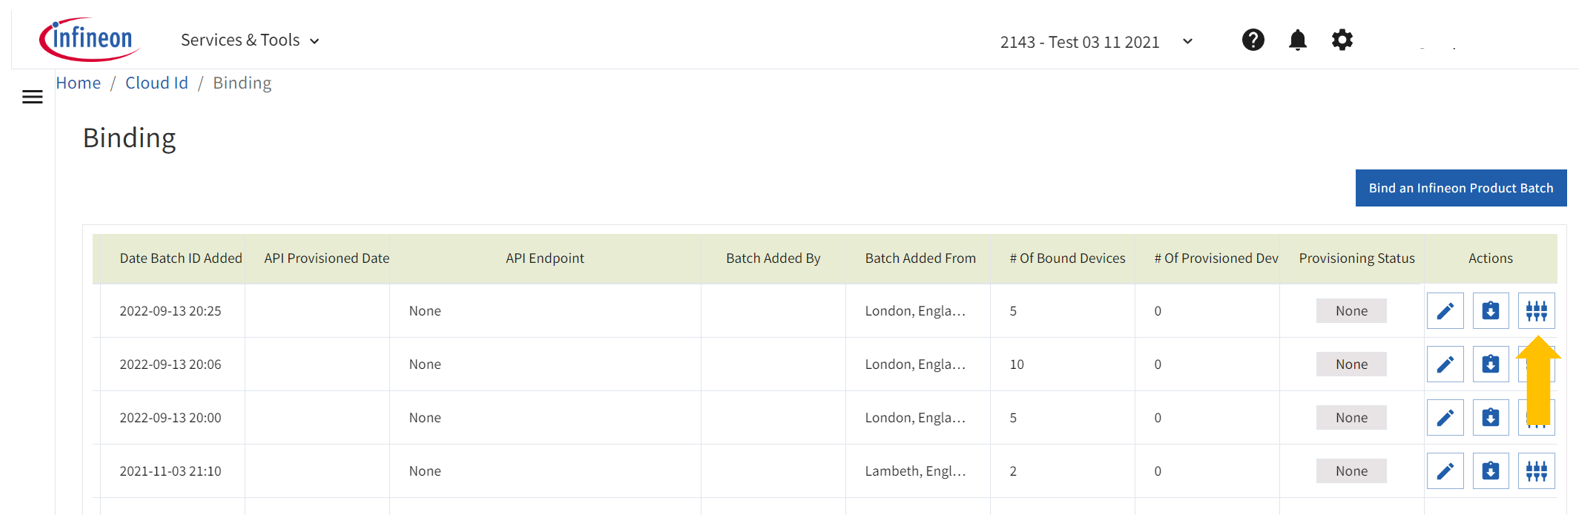 infineon
Services & Tools
2143 - Test 03 11 2021
Home / Cloud Id / Binding
Binding
Bind an Infineon Product Batch
Date Batch ID Added API Provisioned Date API Endpoint Batch Added By Batch Added From # Of Bound Devices # Of Provisioned Dev Provisioning Status Actions
2022-09-13 20:25 None London, Engla... 5 0 None
2022-09-13 20:06 None London, Engla... 10 0 None
2022-09-13 20:00 None London, Engla... 5 0 None
2021-11-03 21:10 None Lambeth, Engl... 2 0 None